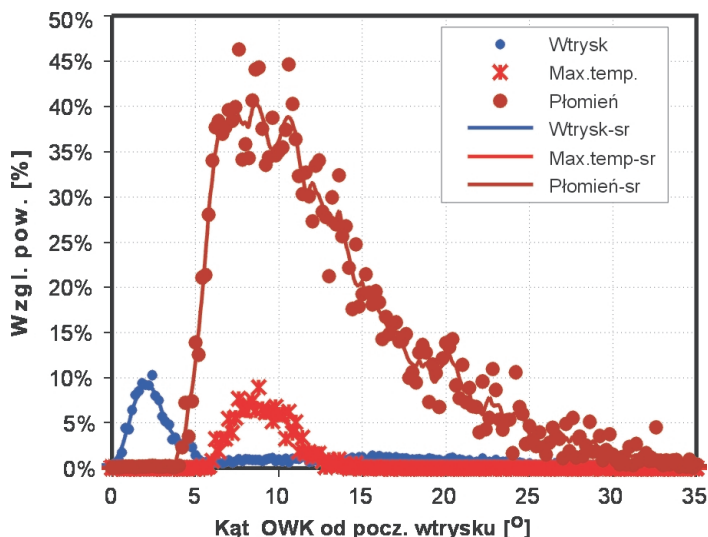 50%
45%
40%
35%
30%
25%
20%
15%
10%
5%
0%
Wzgl. pow. [%]
Wtrysk
Max.temp.
Płomień
Wtrysk-sr
Max.temp-sr
Płomień-sr
0 5 10 15 20 25 30 35
Kąt OWK od pocz. wtrysku [º]